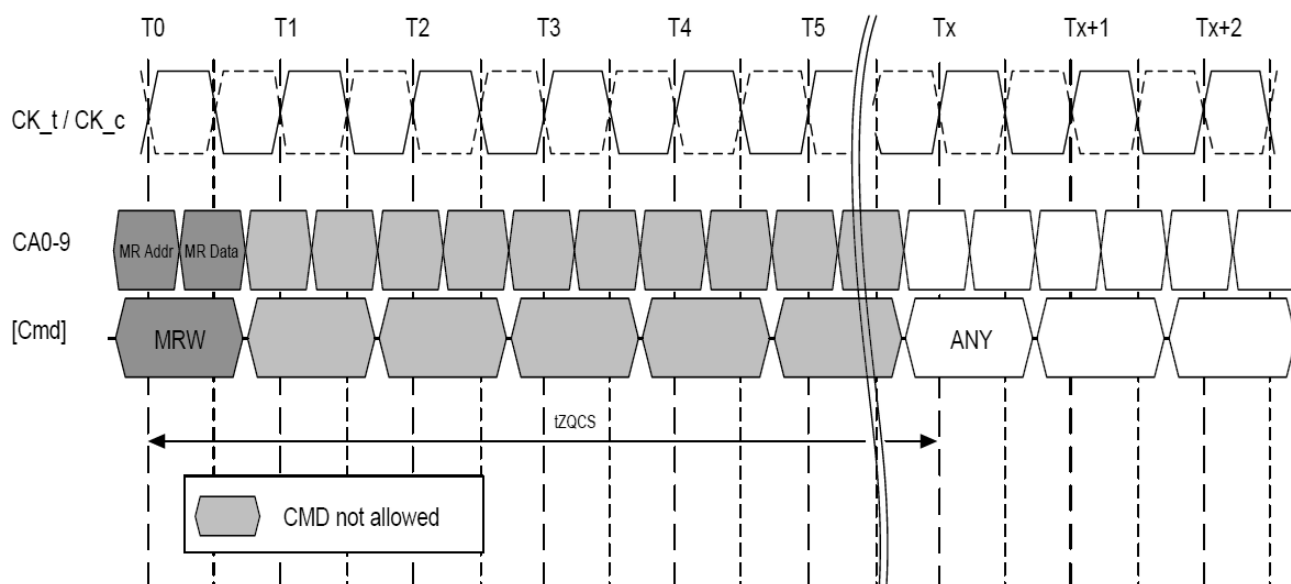 T0 T1 T2 T3 T4 T5 Tx Tx+1 Tx+2
CK_t / CK_c
CA0-9 MR Addr MR Data
[Cmd] MRW ANY
tZQCS
CMD not allowed